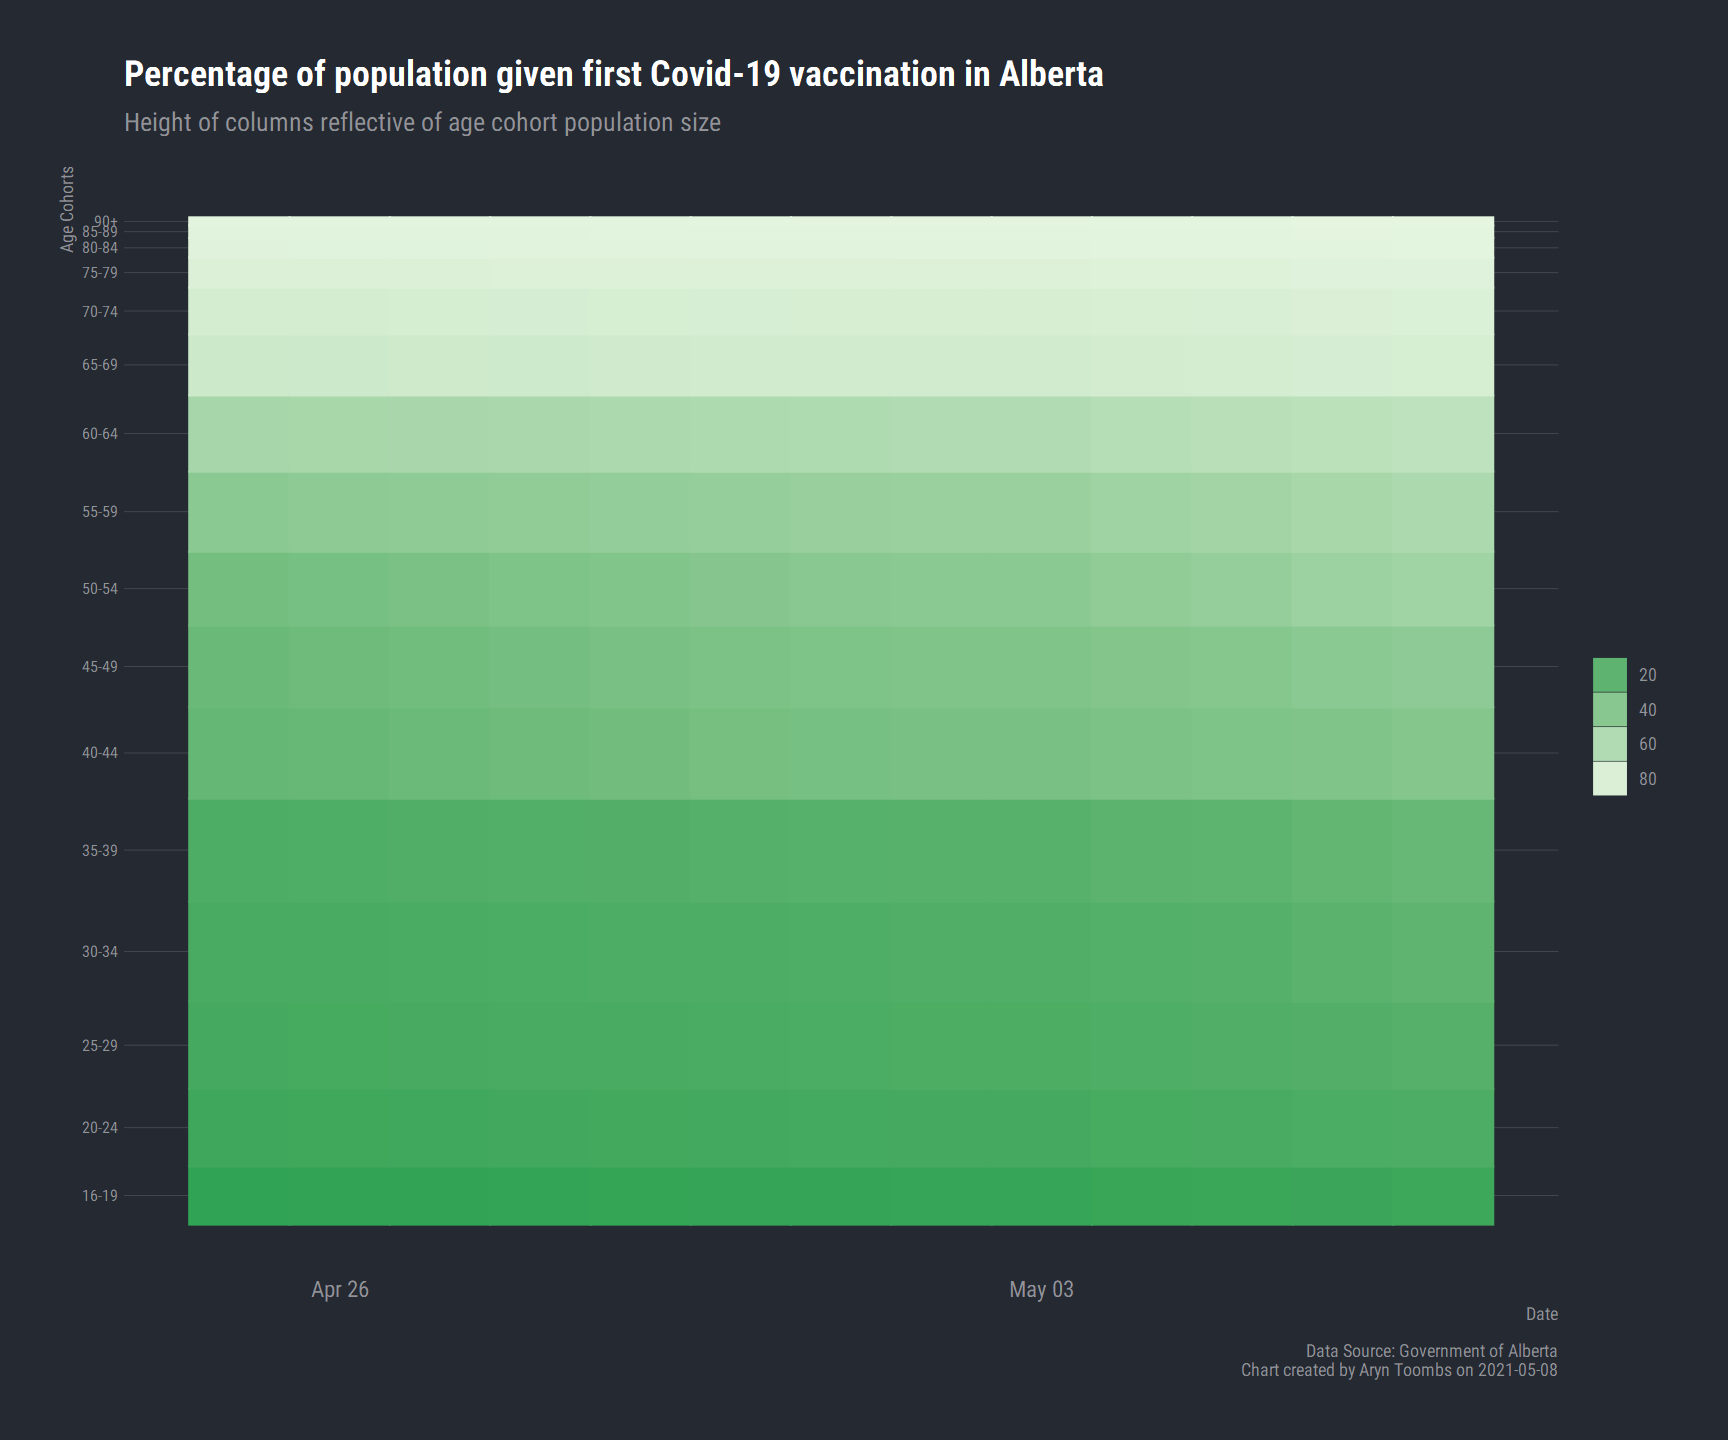 Percentage of population given first Covid-19 vaccination in Alberta
Height of columns reflective of age cohort population size
Age Cohorts
90+
85-89
80-84
75-79
70-74
65-69
60-64
55-59
50-54
45-49
40-44
35-39
30-34
25-29
20-24
16-19
20
40
60
80
Apr 26
May 03
Date
Data Source: Government of Alberta
Chart created by Aryn Toombs on 2021-05-08